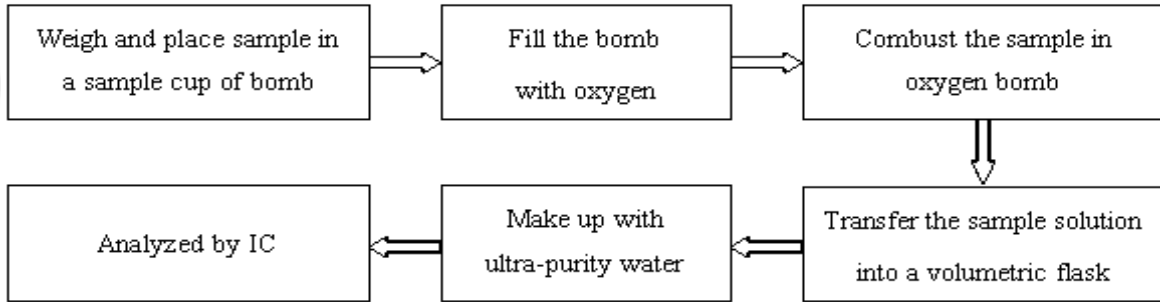 Weigh and place sample in
a sample cup of bomb
Fill the bomb
with oxygen
Combust the sample in
oxygen bomb
Transfer the sample solution
into a volumetric flask
Make up with
ultra-purity water
Analyzed by IC